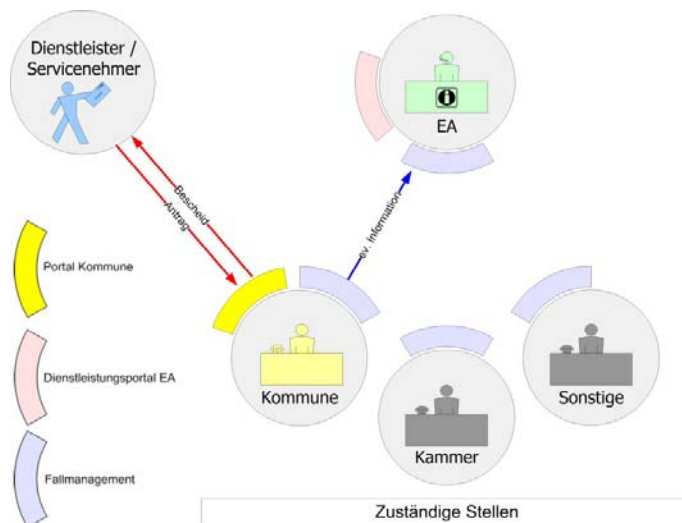 Dienstleister /
Servicenehmer
EA
Bescheid
Antrag
ev. Information
Portal Kommune
Dienstleistungsportal EA
Fallmanagement
Kommune
Kammer
Sonstige
Zuständige Stellen